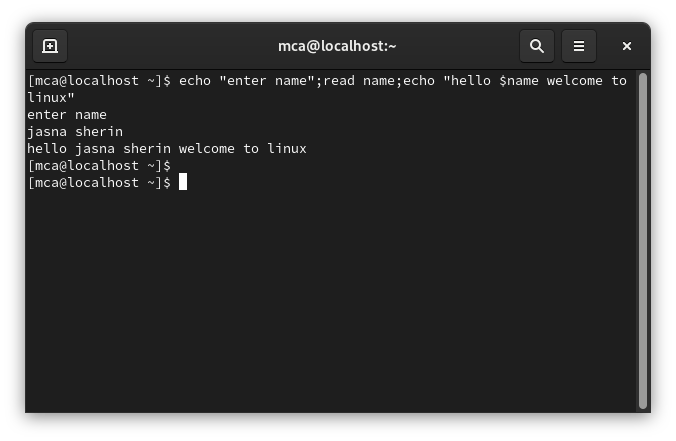 mca@localhost:~
[mca@localhost ~]$ echo "enter name";read name;echo "hello $name welcome to
linux"
enter name
jasna sherin
hello jasna sherin welcome to linux
[mca@localhost ~]$
[mca@localhost ~]$